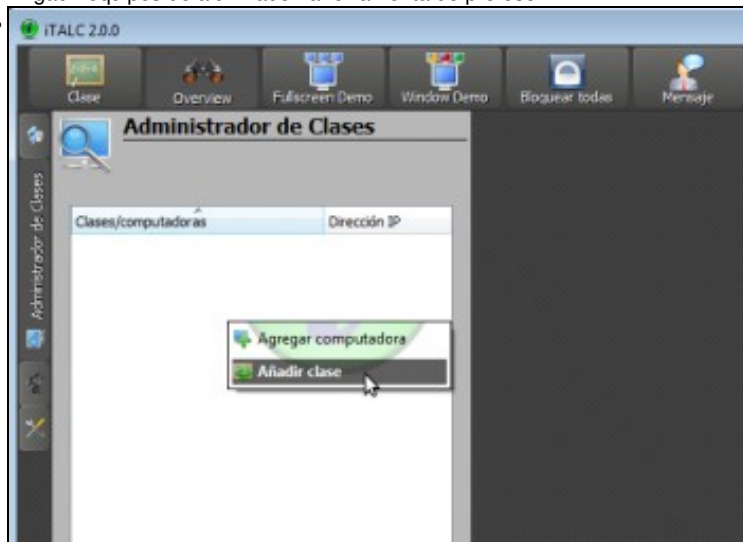 iTALC 2.0.0
Clase
Overview
Fullscreen Demo
Window Demo
Bloquear todas
Mensaje
Administrador de Clases
Administrador de Clases
Clases/computadoras
Dirección IP
Agregar computadora
Añadir clase